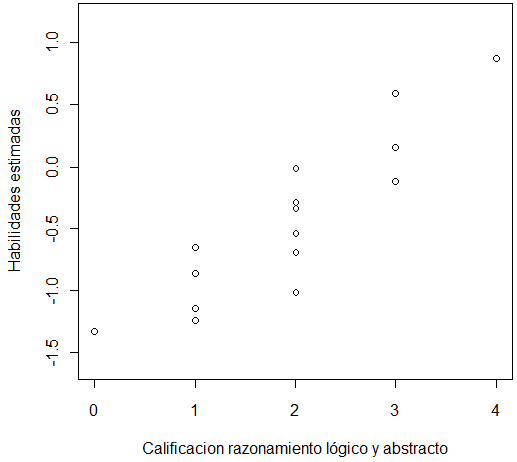 Habilidades estimadas
1.0
0.5
0.0
-0.5
-1.0
-1.5
0 1 2 3 4
Calificacion razonamiento lógico y abstracto